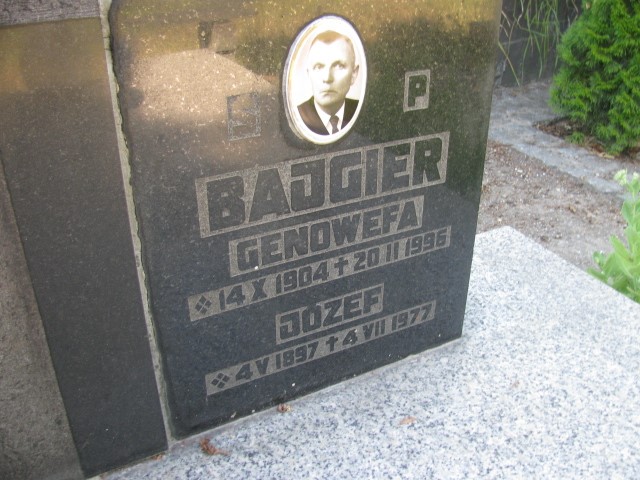 Ś P
BAJGIER
GENOWEFA
14 X 1904 † 20 II 1996
JÓZEF
4 V 1897 † 4 VII 1977